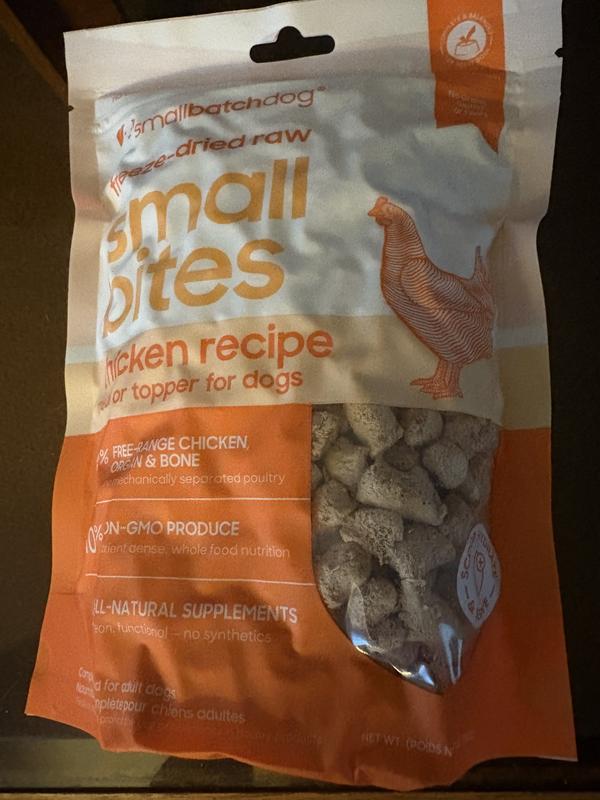 smallbatchdog®
freeze-dried raw
small
bites
chicken recipe
or topper for dogs
% FREE-RANGE CHICKEN,
ORGAN & BONE
mechanically separated poultry
NON-GMO PRODUCE
dense, whole food nutrition
ALL-NATURAL SUPPLEMENTS
functional – no synthetics
for adult dogs
pour chiens adultes
NET WT. (POIDS